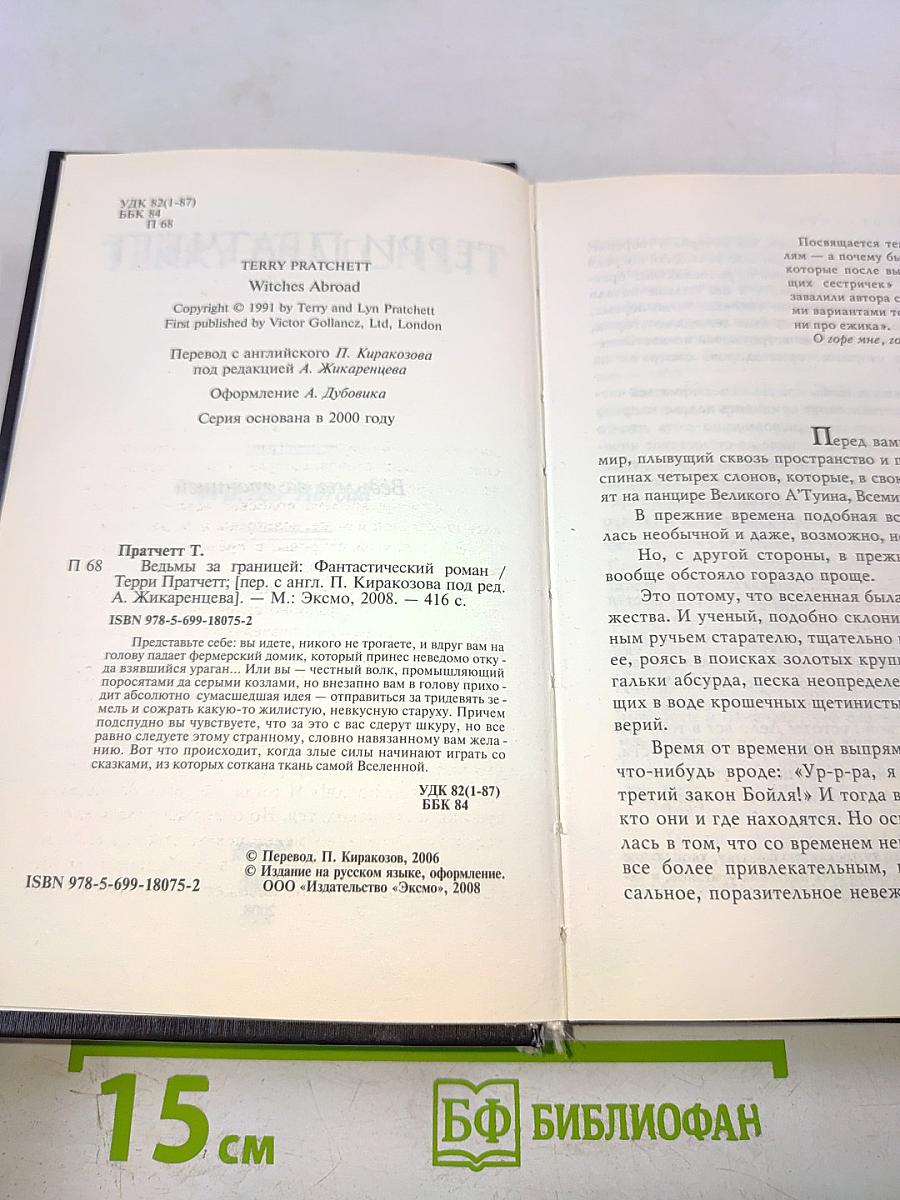 УДК 82(1-87)
ББК 84
П 68
TERRY PRATCHETT
Witches Abroad
Copyright © 1991 by Terry and Lyn Pratchett
First published by Victor Gollancz, Ltd, London
Перевод с английского П. Киракозова
под редакцией А. Жикаренцева
Оформление А. Дубовика
Серия основана в 2000 году
Пратчетт Т.
П 68 Ведьмы за границей: Фантастический роман /
Терри Пратчетт; [пер. с англ. П. Киракозова под ред.
А. Жикаренцева]. — М.: Эксмо, 2008. — 416 с.
ISBN 978-5-699-18075-2
Представьте себе: вы идете, никого не трогаете, и вдруг вам на
голову падает фермерский домик, который принес неведомо отку-
да взявшийся ураган... Или вы — честный волк, промышляющий
поросятами да серыми козлами, но внезапно вам в голову прихо-
дит абсолютно сумасшедшая идея — отправиться за тридевять зе-
мель и сожрать какую-то жилистую, невкусную старуху. Причем
подспудно вы чувствуете, что за это с вас сдерут шкуру, но все
равно следуете этому странному, словно навязанному вам жела-
нию. Вот что происходит, когда злые силы начинают играть со
сказками, из которых соткана ткань самой Вселенной.
УДК 82(1-87)
ББК 84
© Перевод. П. Киракозов, 2006
© Издание на русском языке, оформление.
ООО «Издательство «Эксмо», 2008
ISBN 978-5-699-18075-2
Посвящается те
лям — а почему бы
которые после вы
щих сестричек»
завалили автора с
ми вариантами те
ни про ежика».
О горе мне, го
Перед вам
мир, плывущий сквозь пространство и
спинах четырех слонов, которые, в свою
ят на панцире Великого А'Туина, Всеми
В прежние времена подобная вс
лась необычной и даже, возможно, н
Но, с другой стороны, в преж
вообще обстояло гораздо проще.
Это потому, что вселенная была
жества. И ученый, подобно склони
ным ручьем старателю, тщательно
ее, роясь в поисках золотых круп
гальки абсурда, песка неопределе
щих в воде крошечных щетинисты
верий.
Время от времени он выпрям
что-нибудь вроде: «Ур-р-ра, я
третий закон Бойля!» И тогда в
кто они и где находятся. Но ос
лась в том, что со временем не
все более привлекательным,
сальное, поразительное невеж
15 см
БФ БИБЛИОФАН